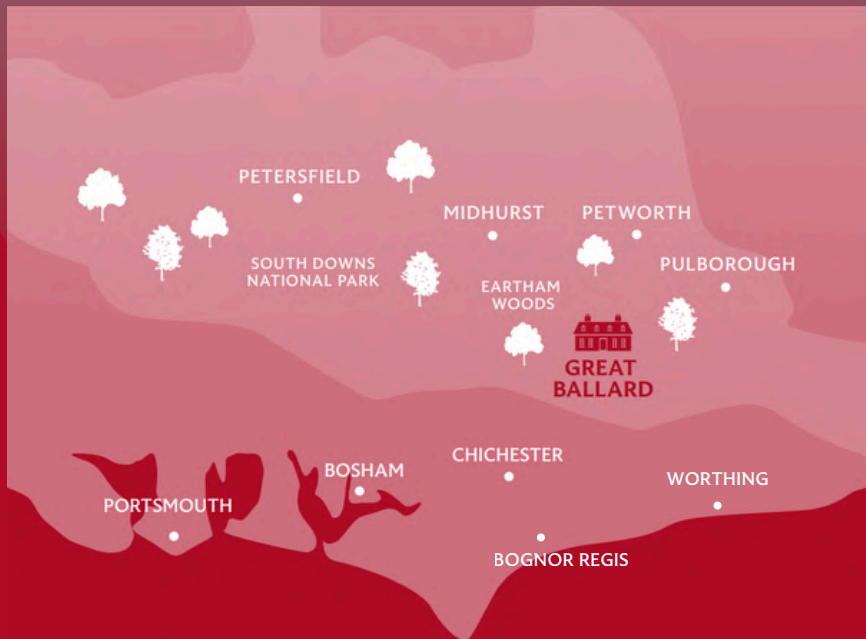 PETERSFIELD
MIDHURST
PETWORTH
SOUTH DOWNS
NATIONAL PARK
PULBOROUGH
EARTHAM
WOODS
GREAT
BALLARD
CHICHESTER
BOSHAM
WORTHING
PORTSMOUTH
BOGNOR REGIS